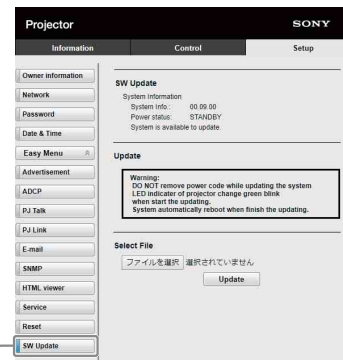 Projector
SONY
Information
Control
Setup
Owner information
Network
Password
Date & Time
Easy Menu
Advertisement
ADCP
PJ Talk
PJ Link
E-mail
SNMP
HTML viewer
Service
Reset
SW Update
SW Update
System Information
System Info.: 00.09.00
Power status: STANDBY
System is available to update.
Update
Warning:
DO NOT remove power code while updating the system
LED indicator of projector change green blink
when start the updating.
System automatically reboot when finish the updating.
Select File
ファイルを選択 選択されていません
Update